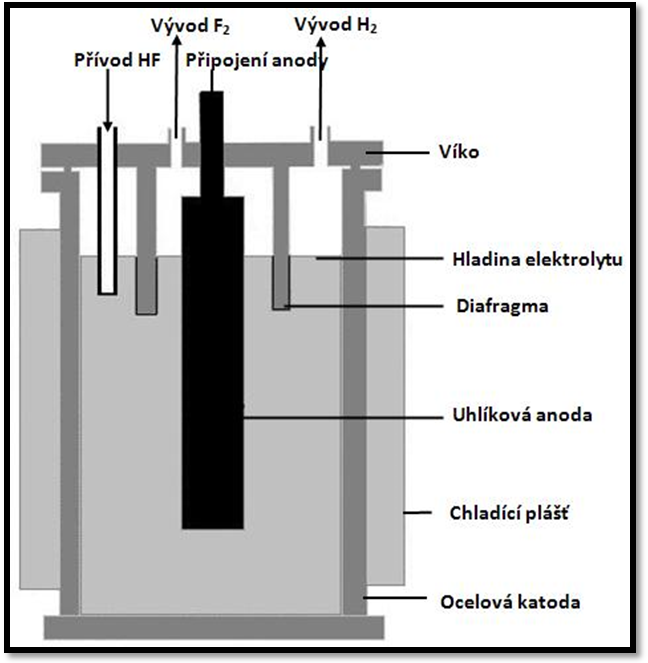 Vývod F₂
Vývod H₂
Přívod HF
Připojení anody
Víko
Hladina elektrolytu
Diafragma
Uhlíková anoda
Chladící plášť
Ocelová katoda